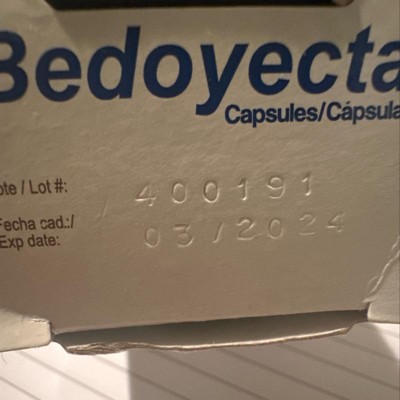 Bedoyecta
Capsules/Cápsula
ote / Lot #: 400191
Fecha cad.:/
Exp date: 03/2024